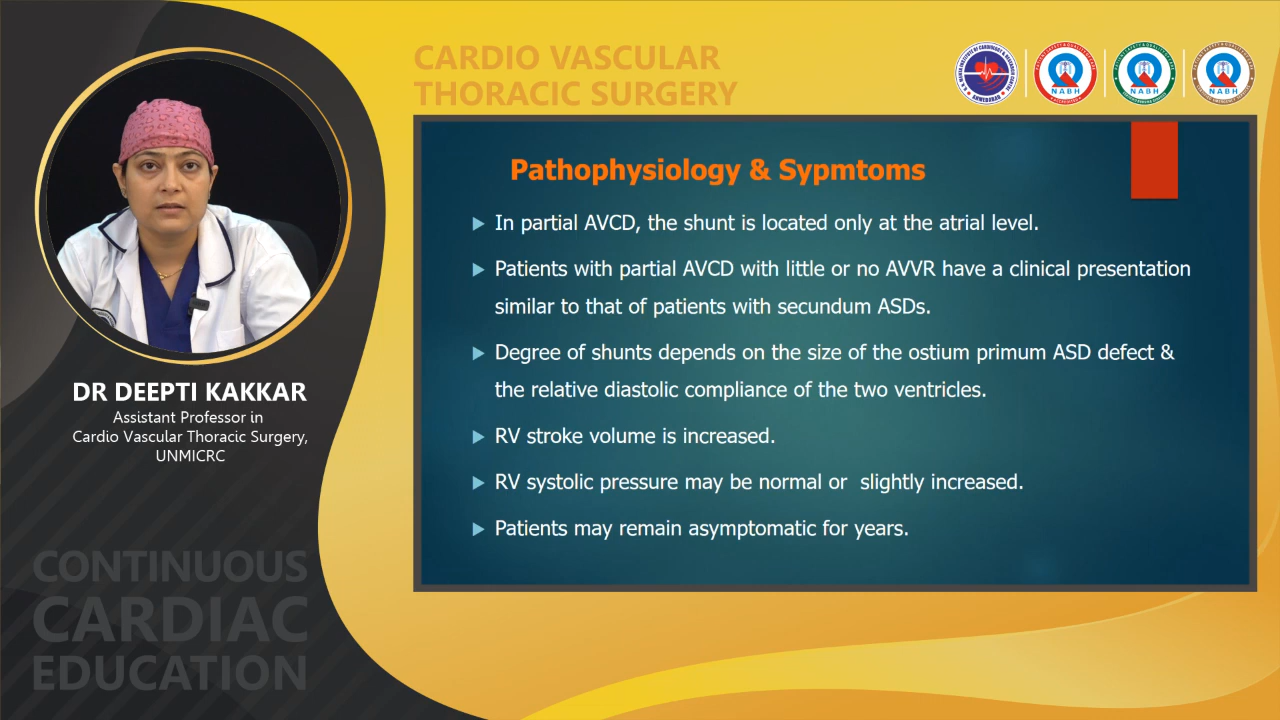 CARDIO VASCULAR
THORACIC SURGERY
NABH
NABH
NABH
Pathophysiology & Sypmtoms
In partial AVCD, the shunt is located only at the atrial level.
Patients with partial AVCD with little or no AVVR have a clinical presentation
similar to that of patients with secundum ASDs.
Degree of shunts depends on the size of the ostium primum ASD defect &
the relative diastolic compliance of the two ventricles.
RV stroke volume is increased.
RV systolic pressure may be normal or slightly increased.
Patients may remain asymptomatic for years.
DR DEEPTI KAKKAR
Assistant Professor in
Cardio Vascular Thoracic Surgery,
UNMICRC
CONTINUOUS
CARDIAC
EDUCATION